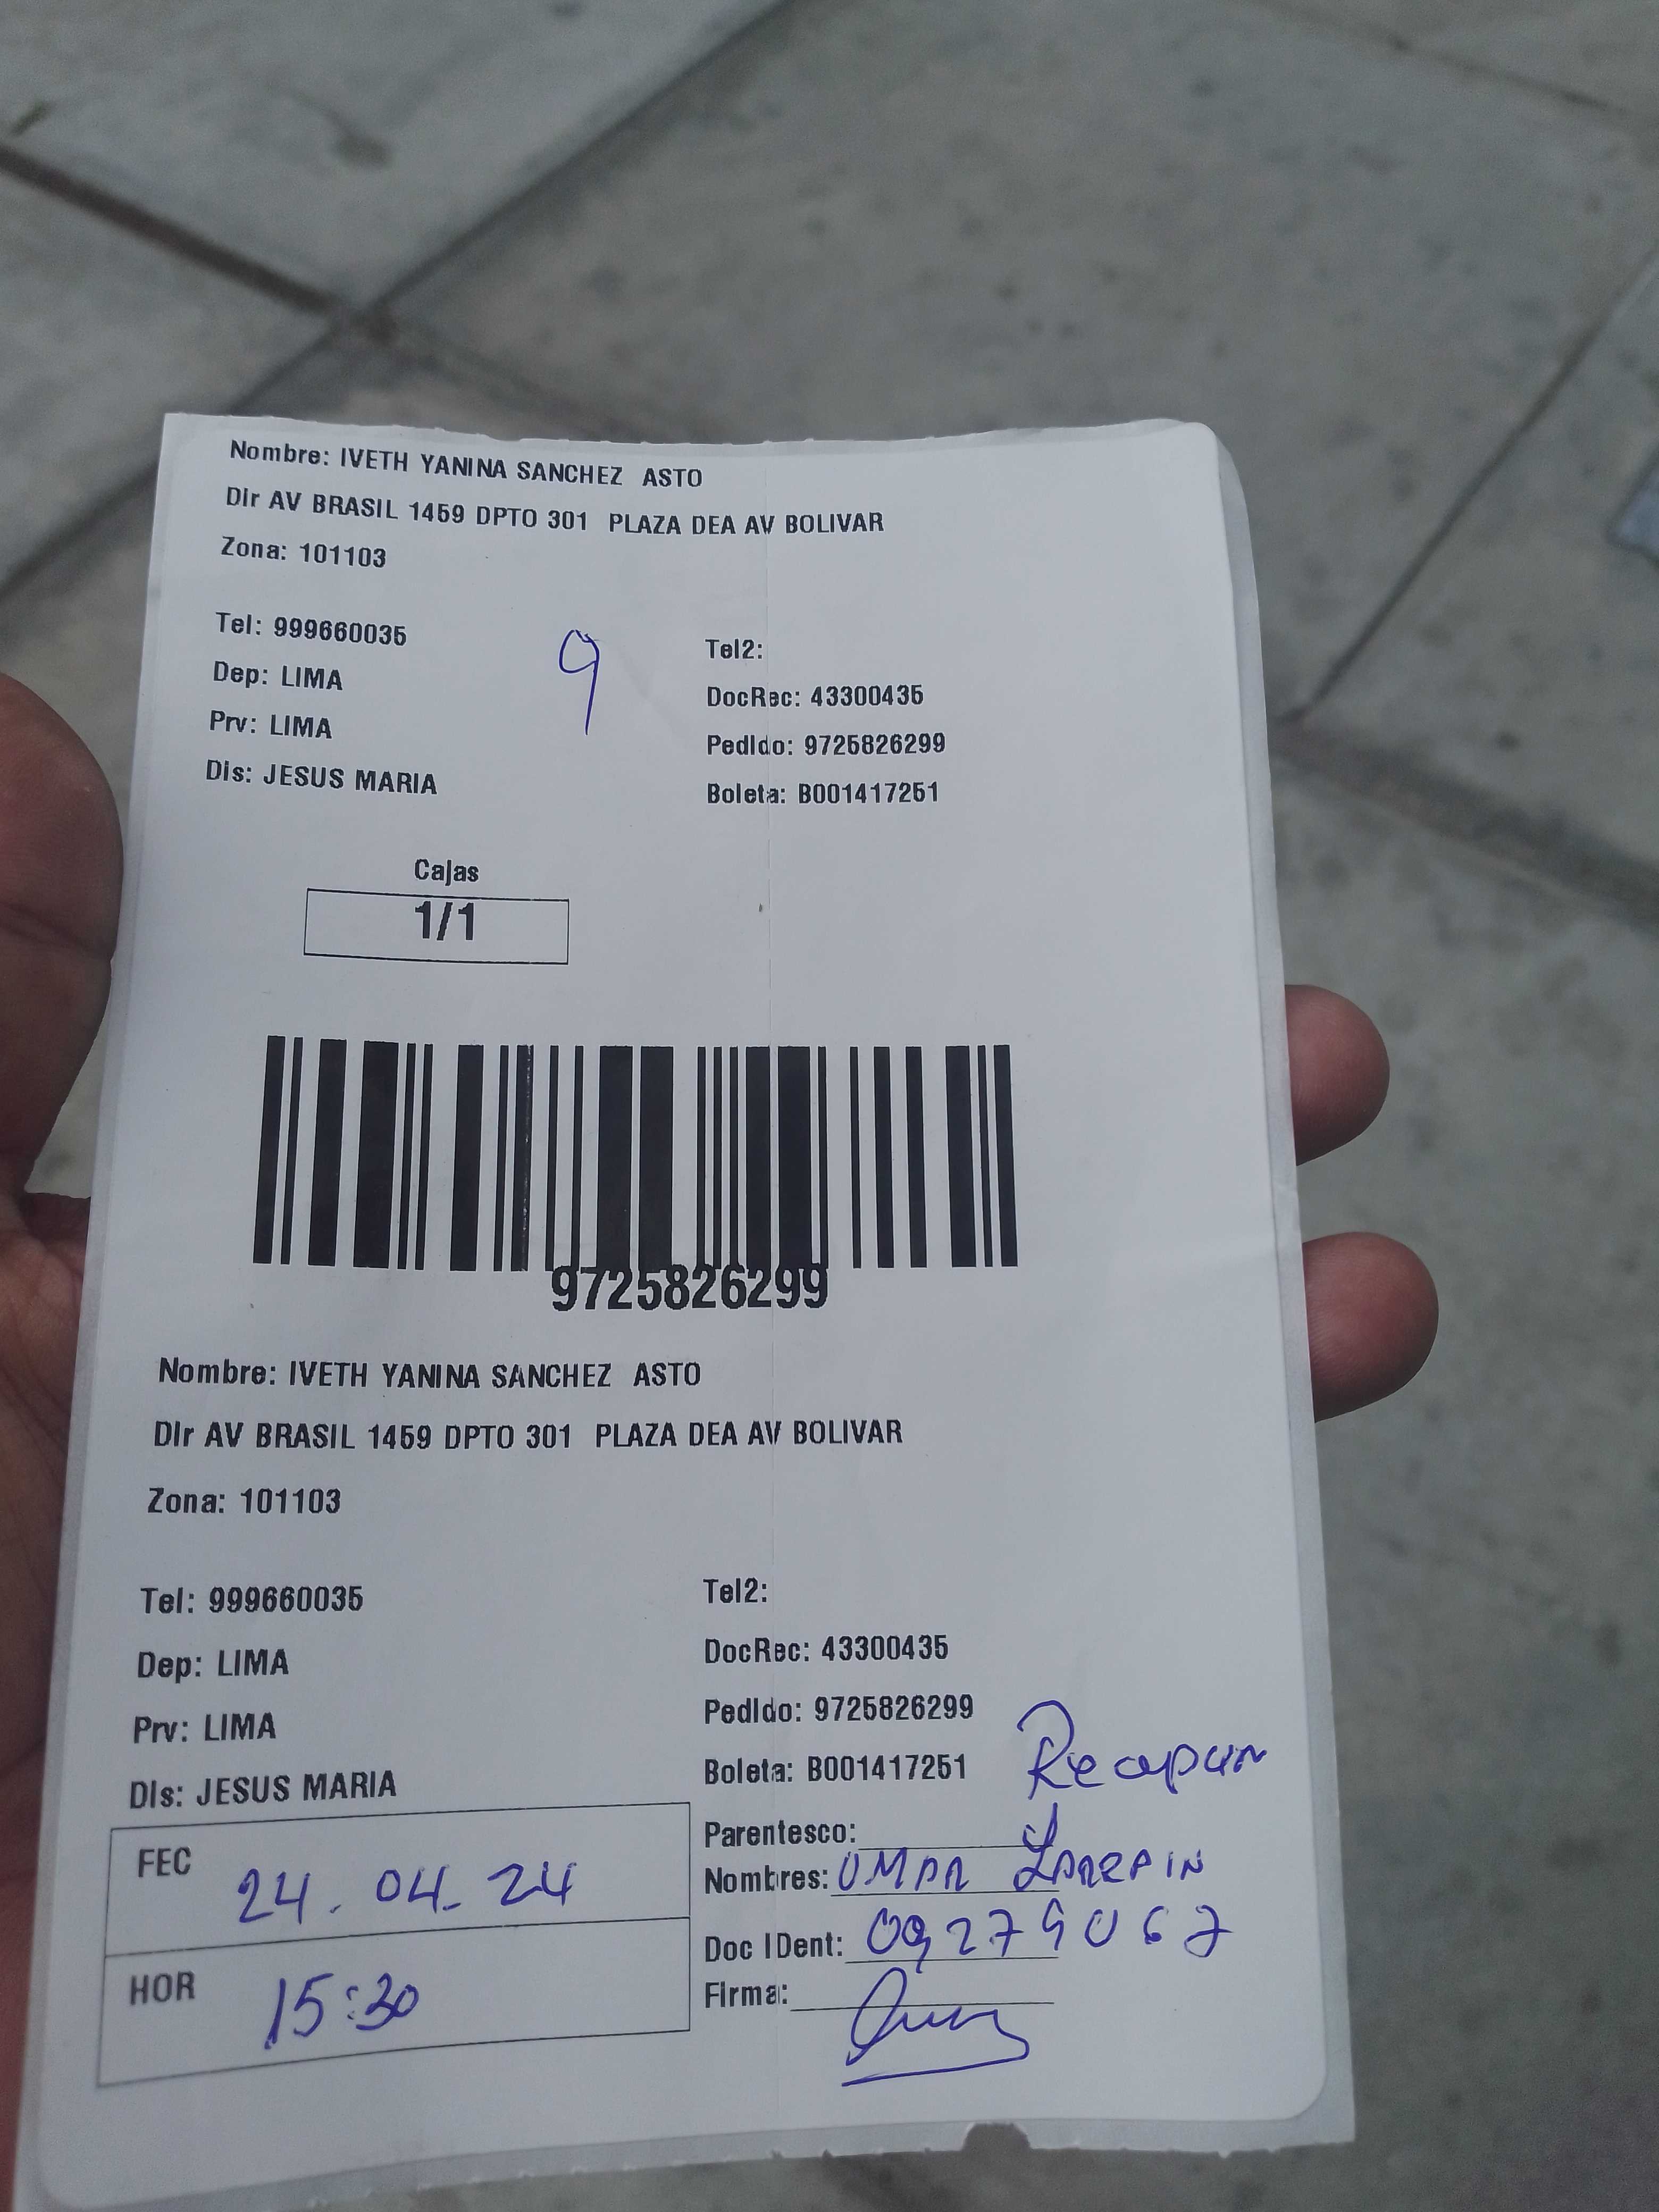 Nombre: IVETH YANINA SANCHEZ ASTO
Dir AV BRASIL 1459 DPTO 301 PLAZA DEA AV BOLIVAR
Zona: 101103
Tel: 999660035
9
Tel2:
Dep: LIMA
DocRec: 43300435
Prv: LIMA
Pedido: 9725826299
Dis: JESUS MARIA
Boleta: B001417251
Cajas
1/1
9725826299
Nombre: IVETH YANINA SANCHEZ ASTO
Dir AV BRASIL 1459 DPTO 301 PLAZA DEA AV BOLIVAR
Zona: 101103
Tel: 999660035
Tel2:
Dep: LIMA
DocRec: 43300435
Prv: LIMA
Pedido: 9725826299
Dis: JESUS MARIA
Boleta: B001417251
FEC 24.04.24
Parentesco:
Nombres: OMAR LARRAIN
Doc IDent: 09279067
HOR 15:30
Firma: